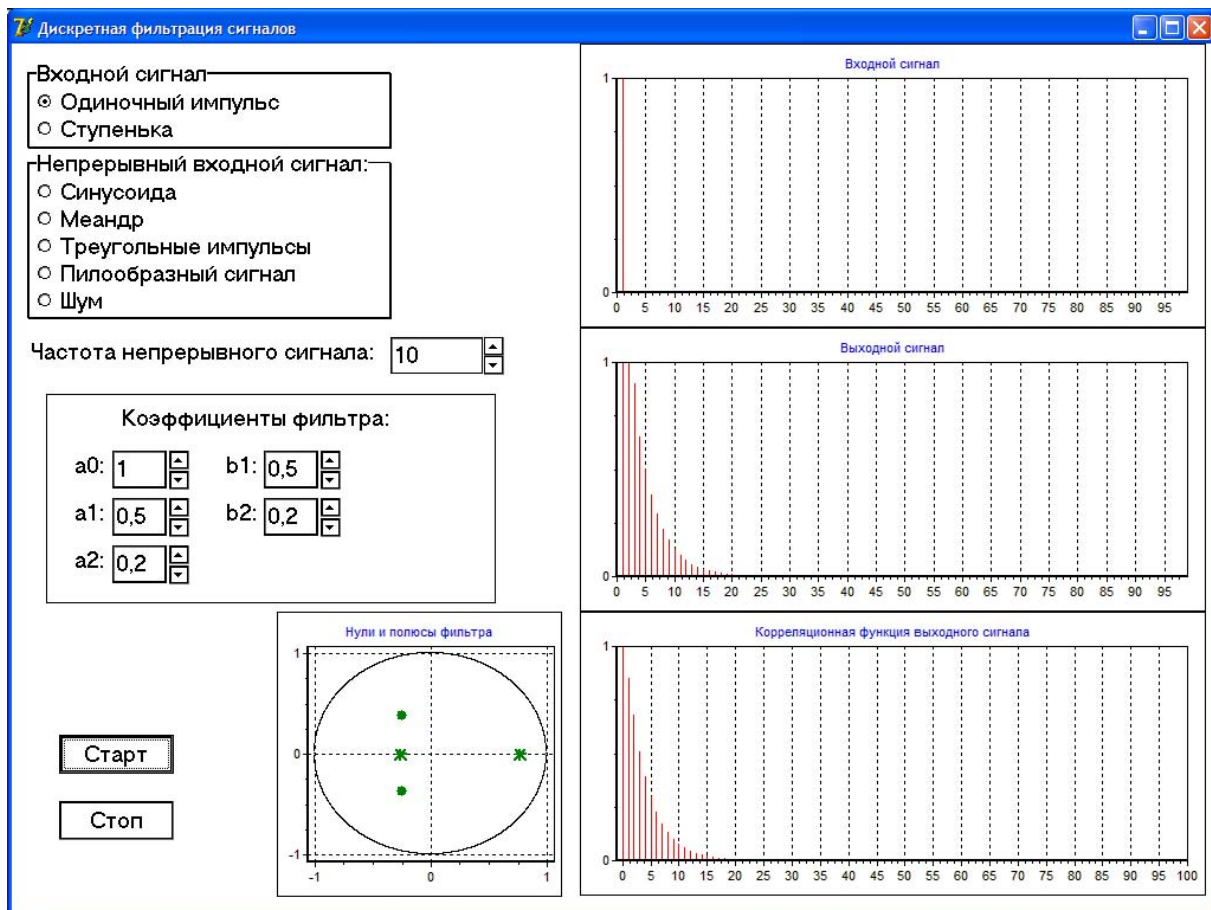 Дискретная фильтрация сигналов
Входной сигнал
Одиночный импульс
Ступенька
Непрерывный входной сигнал:
Синусоида
Меандр
Треугольные импульсы
Пилообразный сигнал
Шум
Частота непрерывного сигнала: 10
Коэффициенты фильтра:
a0: 1 b1: 0,5
a1: 0,5 b2: 0,2
a2: 0,2
Старт
Стоп
Нули и полюсы фильтра
1
0
-1
-1 0 1
Входной сигнал
1
0
0 5 10 15 20 25 30 35 40 45 50 55 60 65 70 75 80 85 90 95
Выходной сигнал
1
0
0 5 10 15 20 25 30 35 40 45 50 55 60 65 70 75 80 85 90 95
Корреляционная функция выходного сигнала
1
0
0 5 10 15 20 25 30 35 40 45 50 55 60 65 70 75 80 85 90 95 100